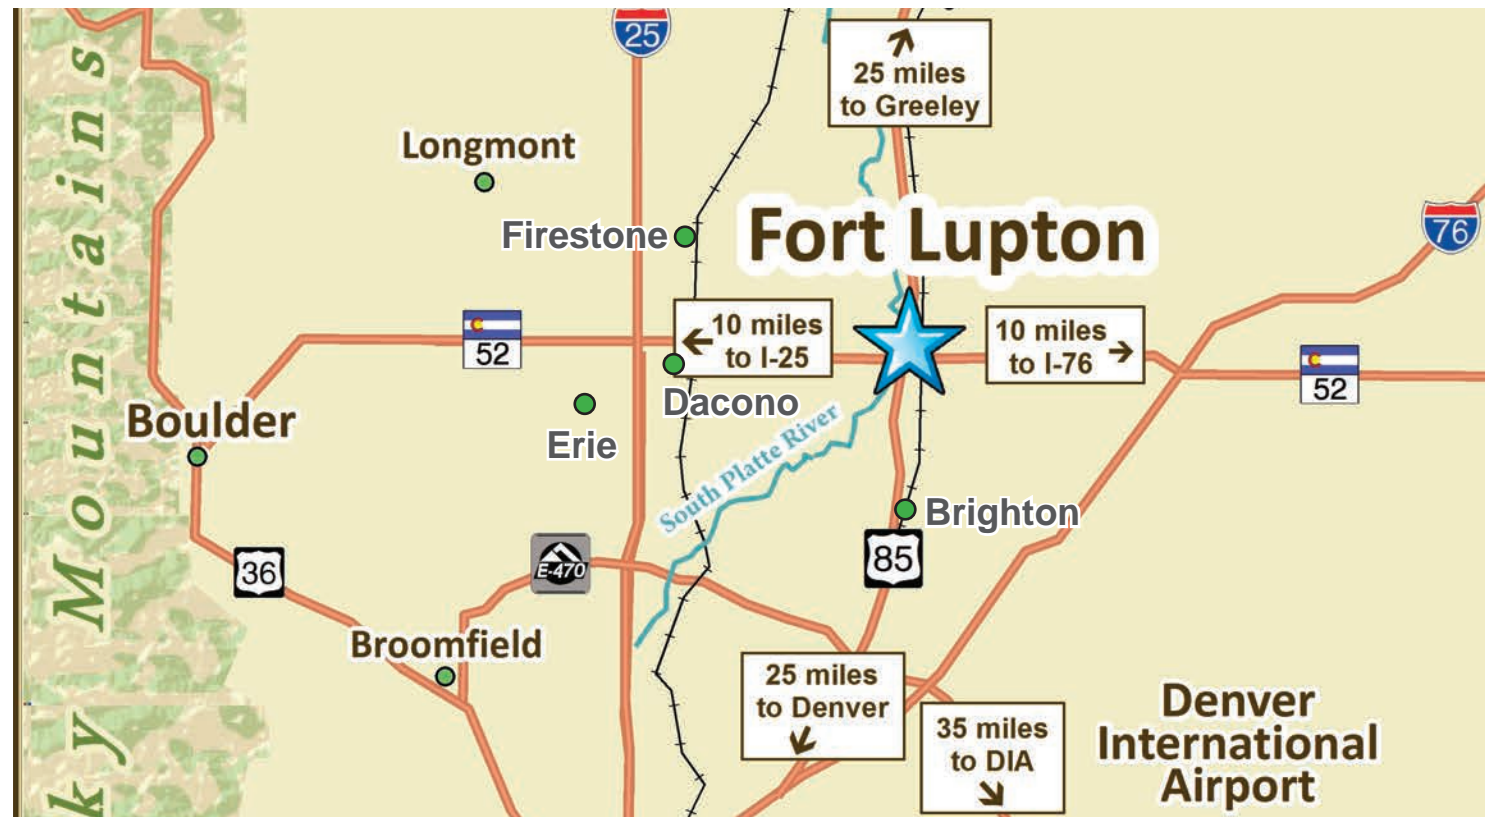 25
25 miles
to Greeley
Longmont
Firestone
Fort Lupton
76
52
10 miles
to I-25
10 miles
to I-76
52
Dacono
Boulder
Erie
South Platte River
Brighton
85
36
E-470
Broomfield
25 miles
to Denver
35 miles
to DIA
Denver
International
Airport
ky Mountains